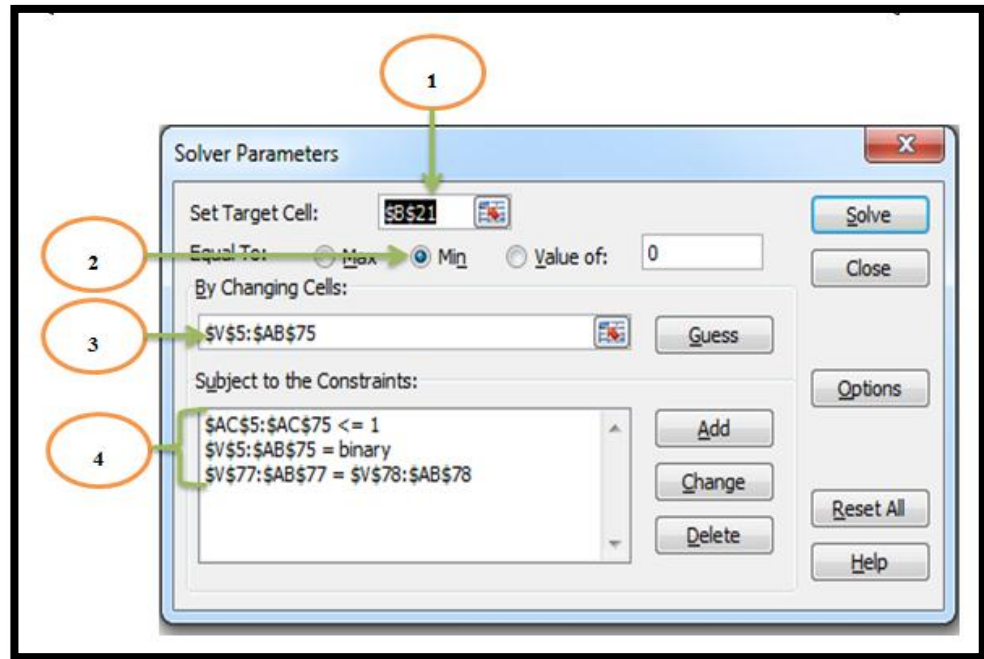 1
Solver Parameters
X
Set Target Cell: $B$21
Solve
2
Equal To: Max Min Value of: 0
Close
By Changing Cells:
3
$V$5:$AB$75
Guess
Subject to the Constraints:
Options
4
$AC$5:$AC$75 <= 1
Add
$V$5:$AB$75 = binary
$V$77:$AB$77 = $V$78:$AB$78
Change
Reset All
Delete
Help